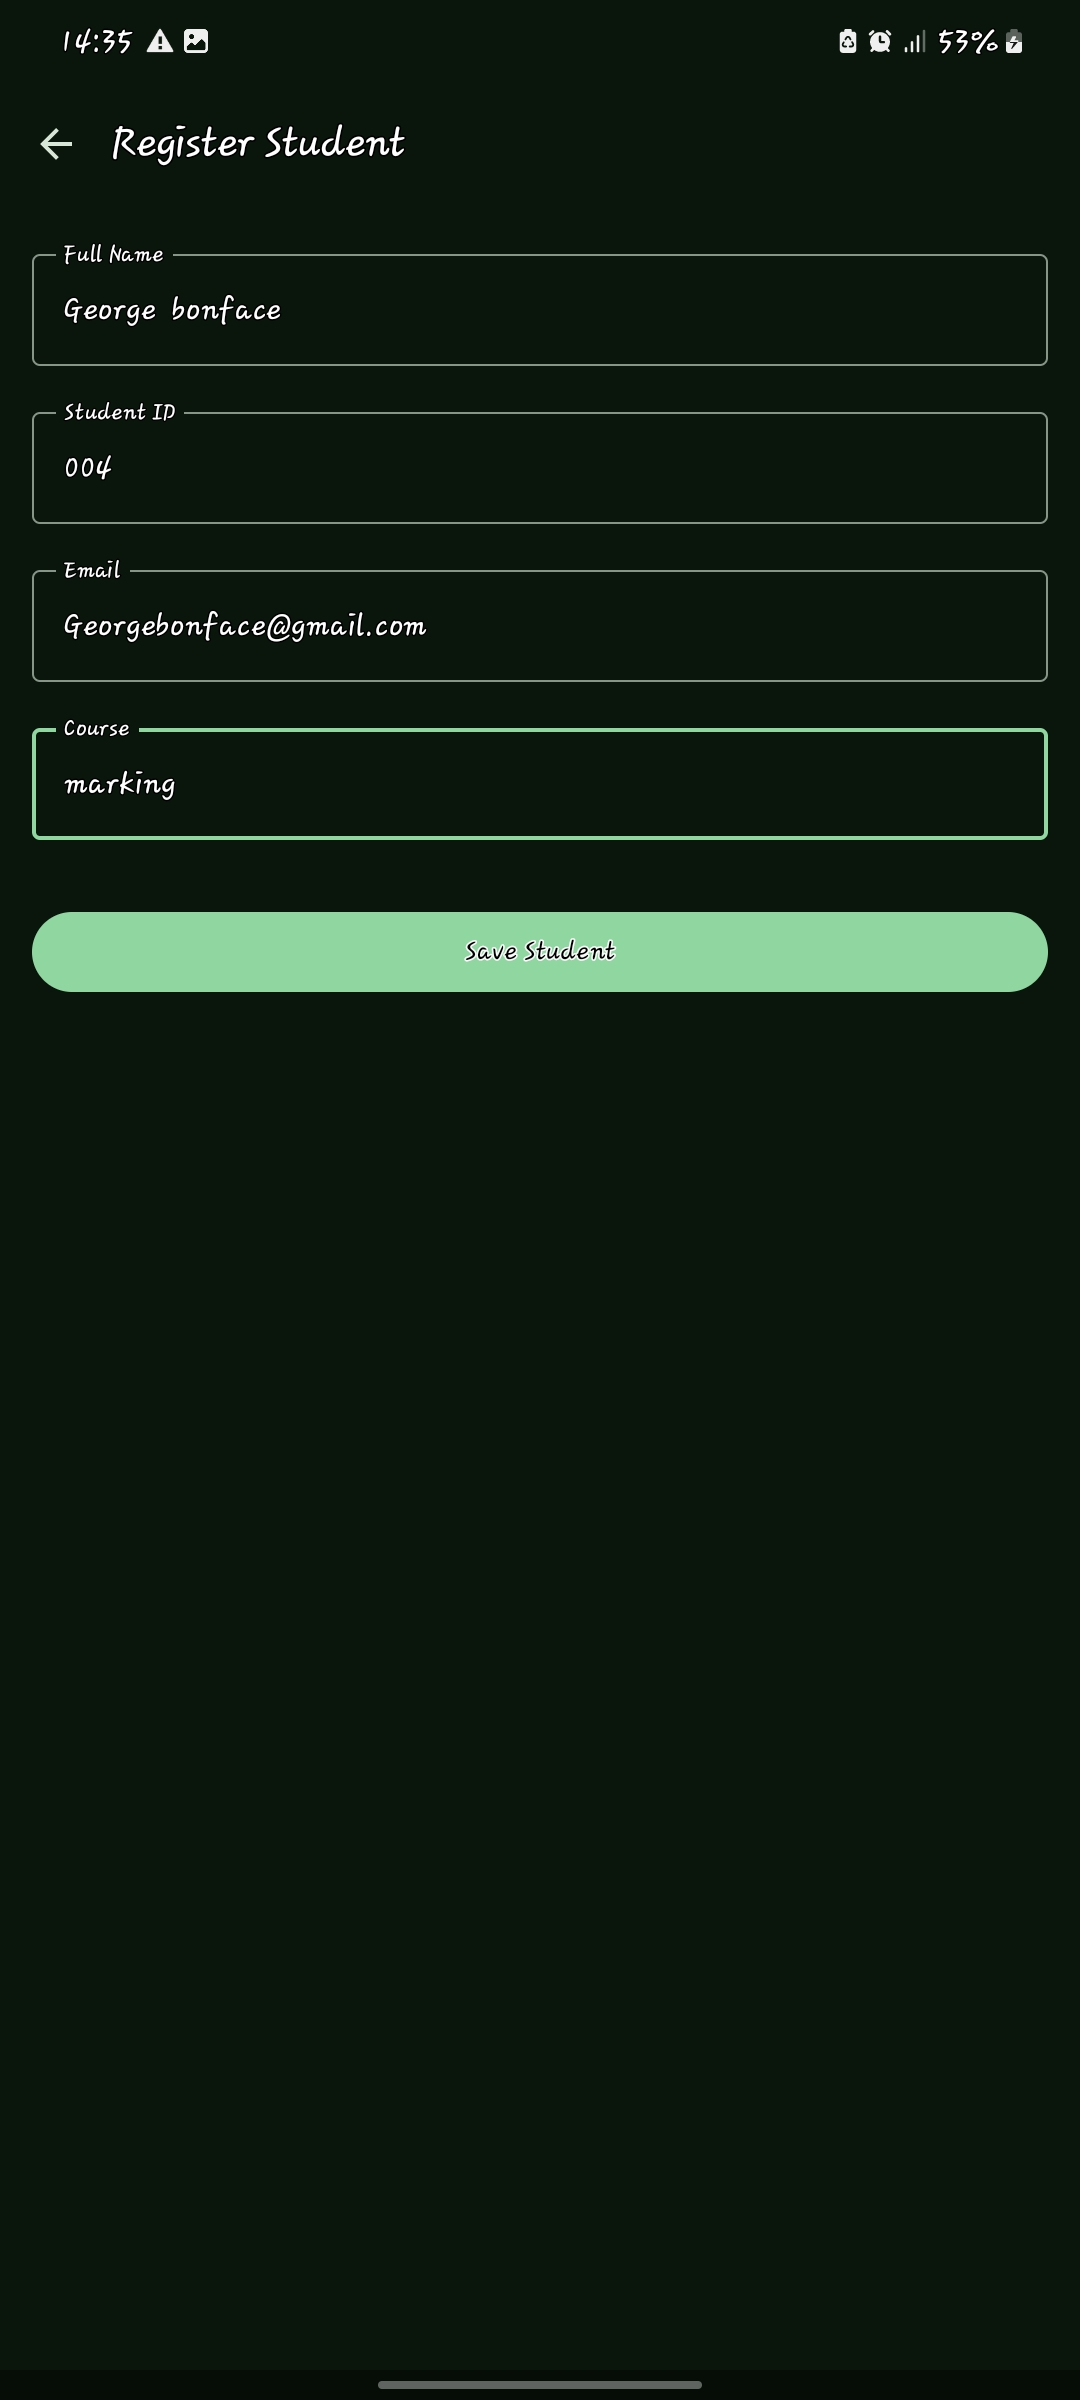 14:35 53%
Register Student
Full Name
George bonface
Student ID
004
Email
Georgebonface@gmail.com
Course
marking
Save Student